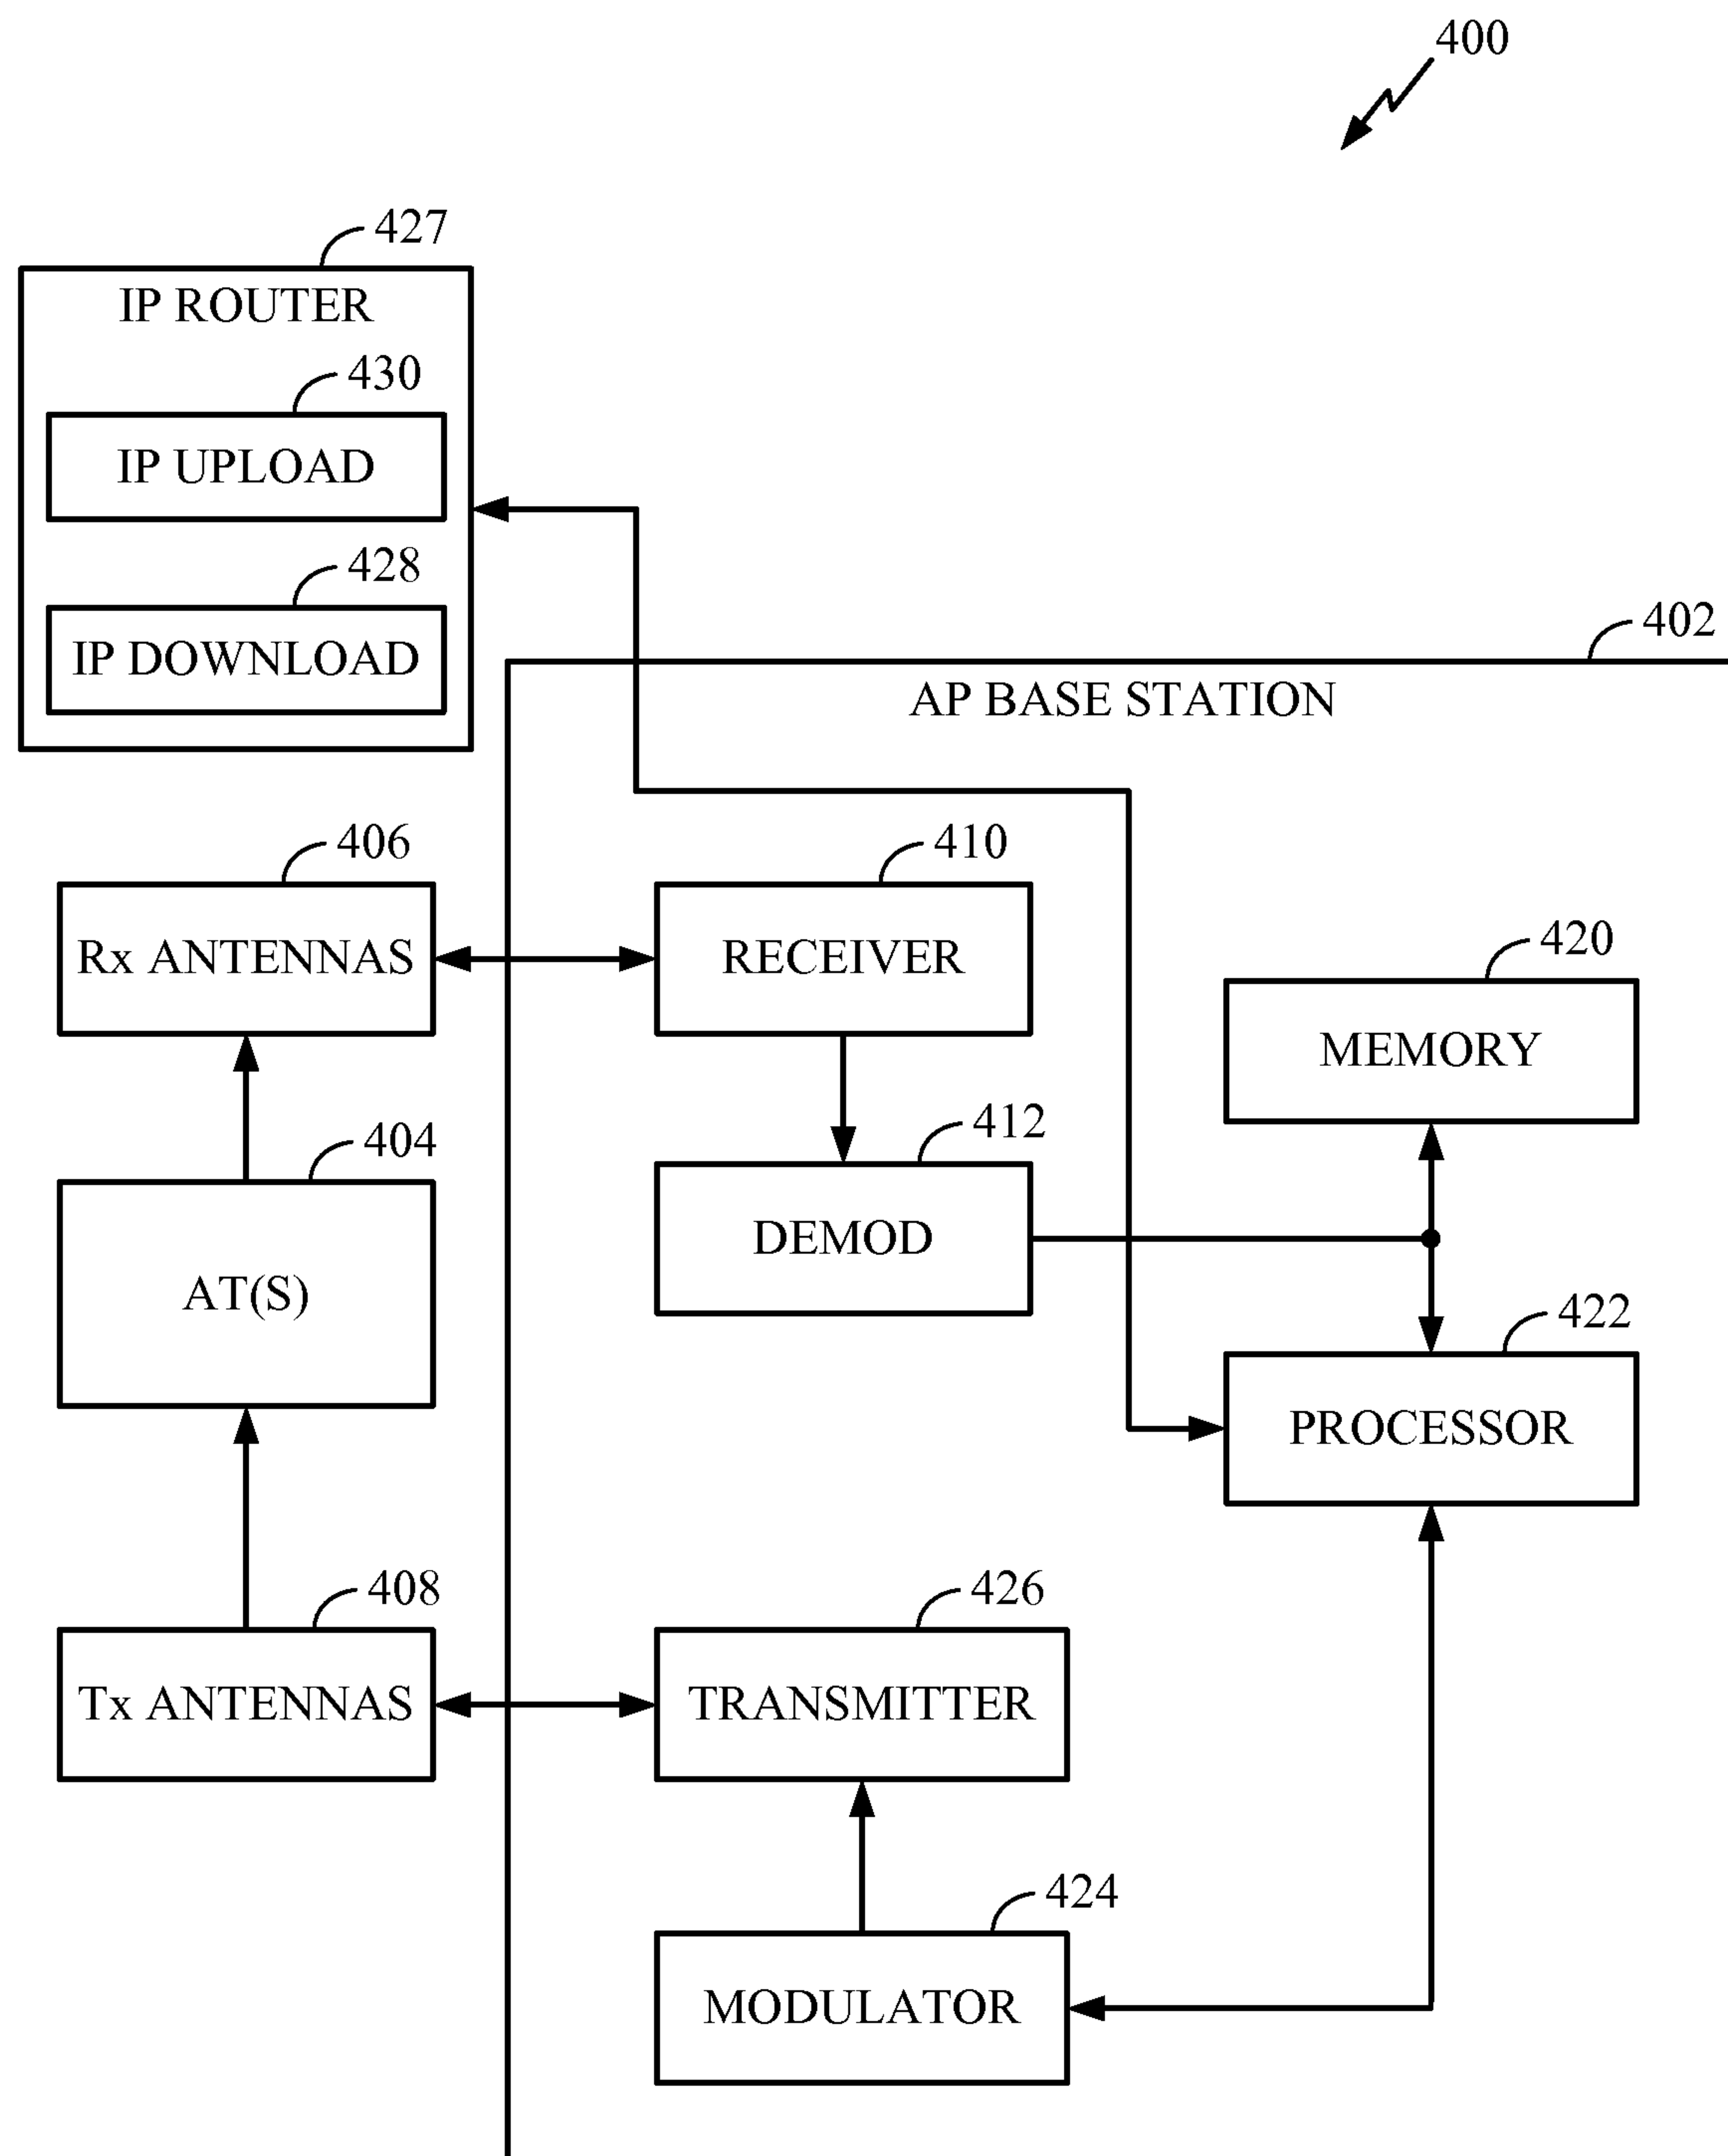 400
427
IP ROUTER
430
IP UPLOAD
428
IP DOWNLOAD
402
AP BASE STATION
406
Rx ANTENNAS
410
RECEIVER
420
MEMORY
404
AT(S)
412
DEMOD
422
PROCESSOR
408
Tx ANTENNAS
426
TRANSMITTER
424
MODULATOR